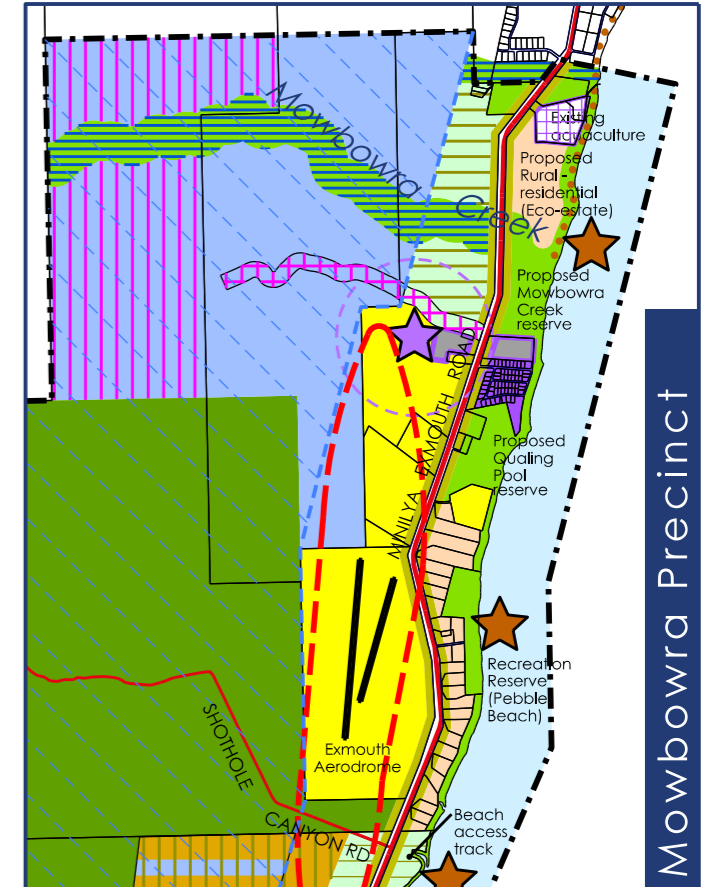 Mowbowra
Creek
Existing
aquaculture
Proposed
Rural -
residential
(Eco-estate)
Proposed
Mowbowra
Creek
reserve
MINILYA EXMOUTH ROAD
Proposed
Qualing
Pool
reserve
Recreation
Reserve
(Pebble
Beach)
Exmouth
Aerodrome
SHOTHOLE
CANYON RD
Beach
access
track
Mowbowra Precinct